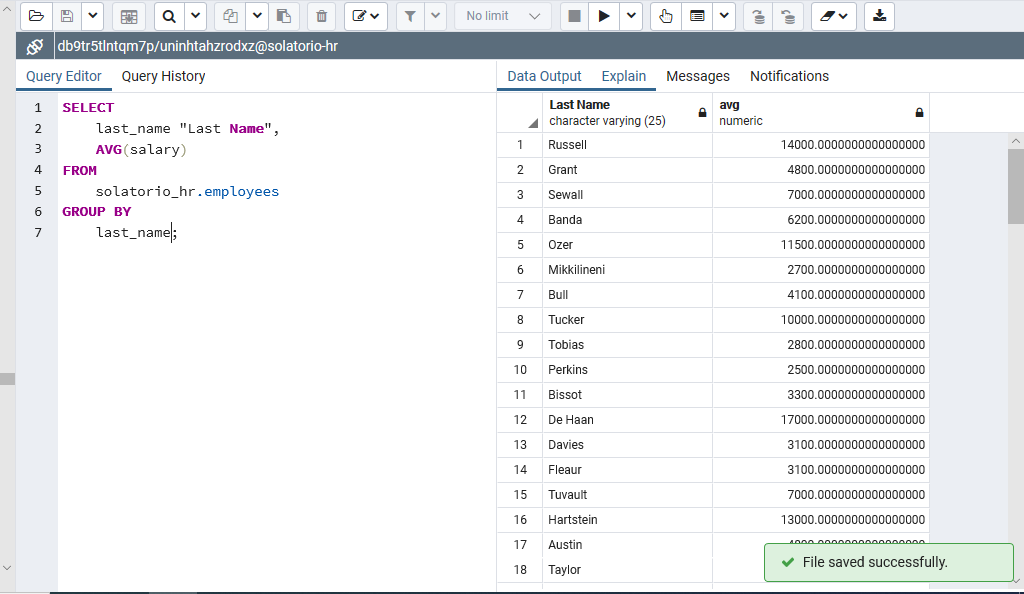 No limit
db9tr5tlntqm7p/uninhtahzrodxz@solatorio-hr
Query Editor Query History
1 SELECT
2 last_name "Last Name",
3 AVG(salary)
4 FROM
5 solatorio_hr.employees
6 GROUP BY
7 last_name;
Data Output Explain Messages Notifications
Last Name avg
character varying (25) numeric
1 Russell 14000.0000000000000000
2 Grant 4800.0000000000000000
3 Sewall 7000.0000000000000000
4 Banda 6200.0000000000000000
5 Ozer 11500.0000000000000000
6 Mikkilineni 2700.0000000000000000
7 Bull 4100.0000000000000000
8 Tucker 10000.0000000000000000
9 Tobias 2800.0000000000000000
10 Perkins 2500.0000000000000000
11 Bissot 3300.0000000000000000
12 De Haan 17000.0000000000000000
13 Davies 3100.0000000000000000
14 Fleaur 3100.0000000000000000
15 Tuvault 7000.0000000000000000
16 Hartstein 13000.0000000000000000
17 Austin
18 Taylor
File saved successfully.